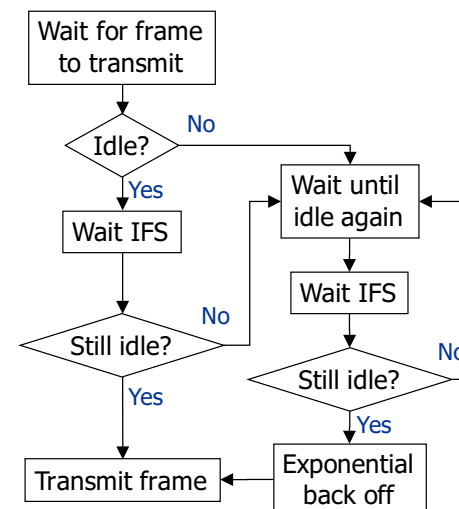 Wait for frame
to transmit
No
Idle?
Yes
Wait until
idle again
Wait IFS
Wait IFS
No
Still idle?
No
Still idle?
Yes
Yes
Transmit frame
Exponential
back off